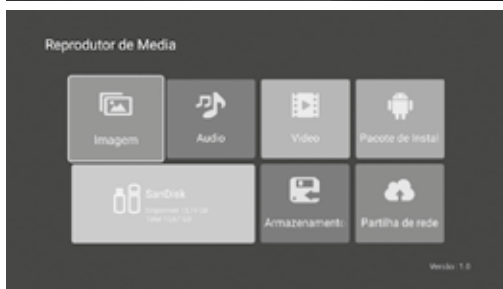 Reprodutor de Media
Imagem
Audio
Video
Pacote de Instal
SanDisk
Armazenament
Partilha de rede
Versão : 1.0